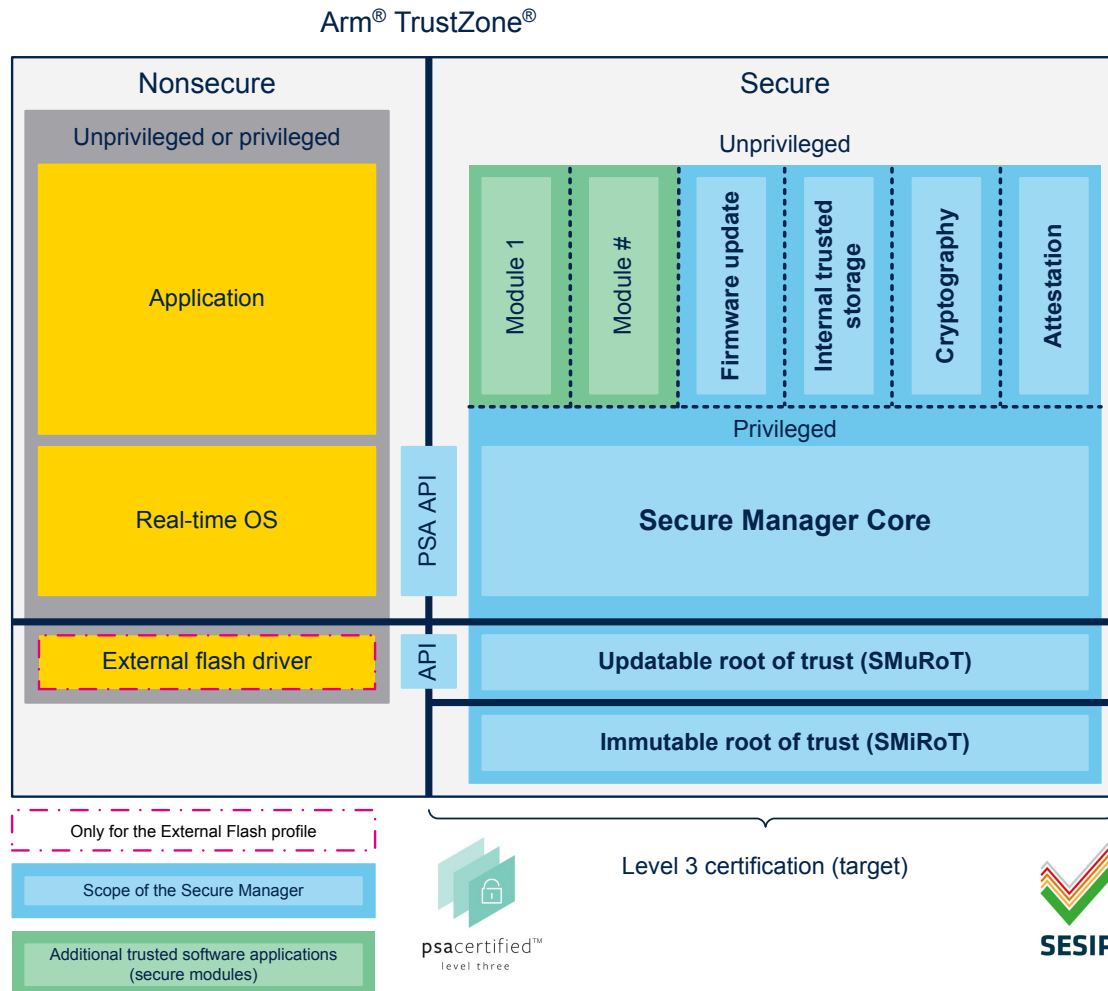 Arm® TrustZone®
Nonsecure
Secure
Unprivileged or privileged
Unprivileged
Application
Real-time OS
External flash driver
PSA API
API
Module 1
Module #
Firmware update
Internal trusted
storage
Cryptography
Attestation
Privileged
Secure Manager Core
Updatable root of trust (SMuRoT)
Immutable root of trust (SMiRoT)
Only for the External Flash profile
Scope of the Secure Manager
Additional trusted software applications
(secure modules)
psacertified™
level three
Level 3 certification (target)
SESIP